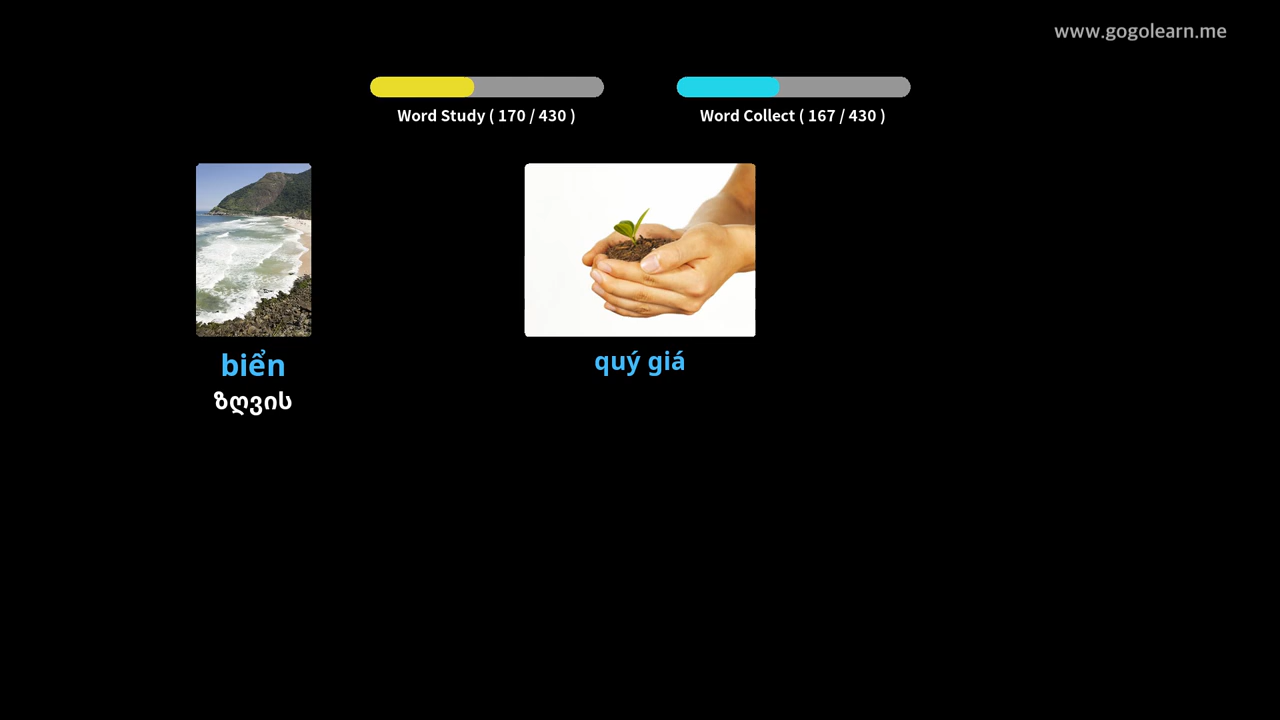 www.gogolearn.me
Word Study ( 170 / 430 )
Word Collect ( 167 / 430 )
biển
ზღვის
quý giá